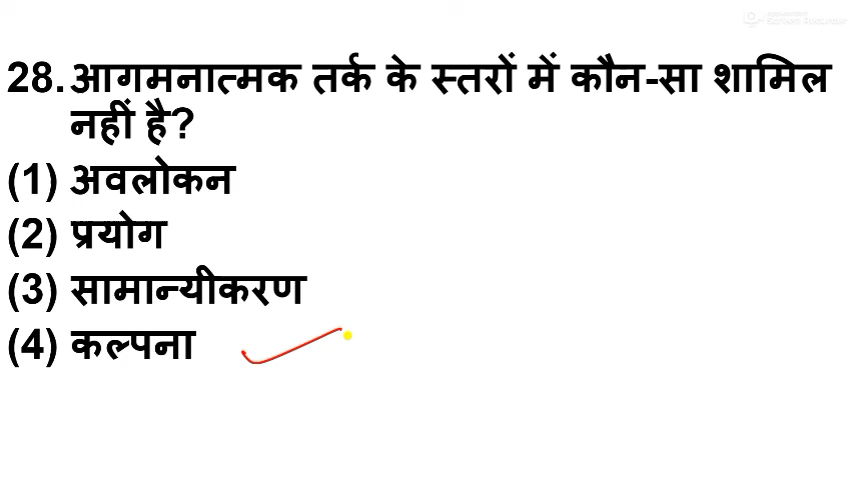 28. आगमनात्मक तर्क के स्तरों में कौन-सा शामिल
नहीं है?
(1) अवलोकन
(2) प्रयोग
(3) सामान्यीकरण
(4) कल्पना